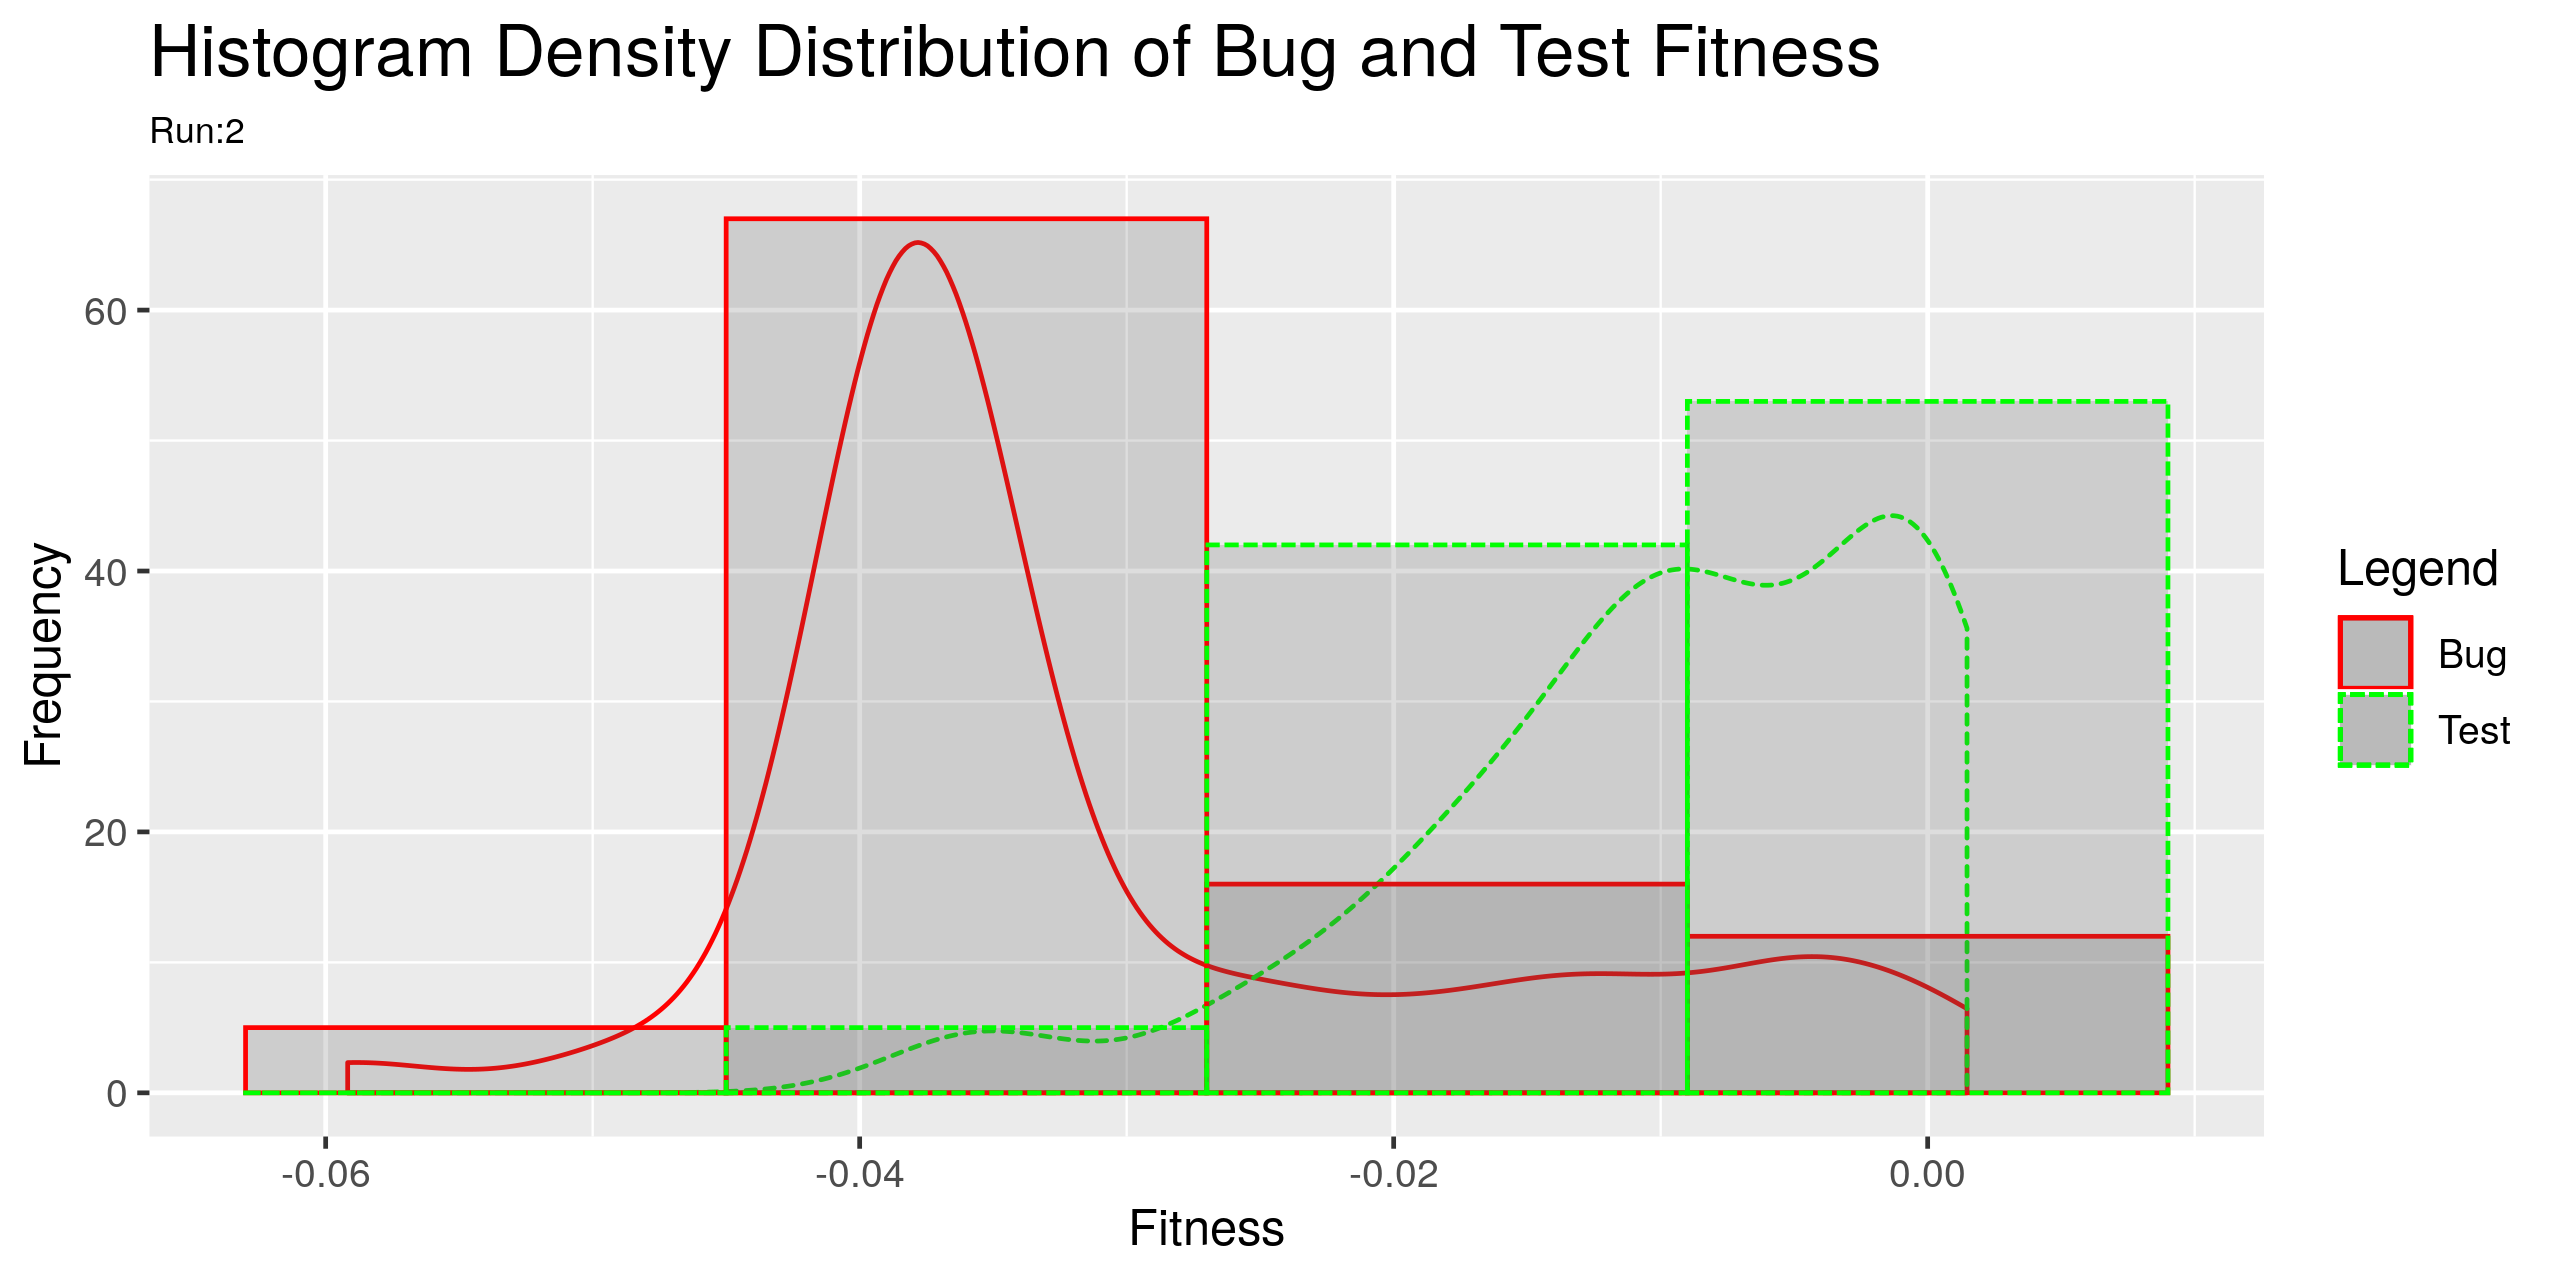 Histogram Density Distribution of Bug and Test Fitness
Run:2
Frequency
60
40
20
0
-0.06
-0.04
-0.02
0.00
Fitness
Legend
Bug
Test